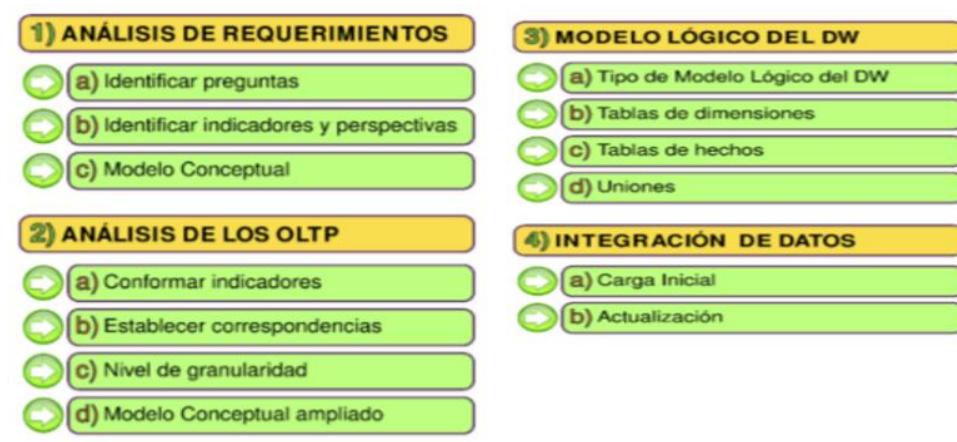 1) ANÁLISIS DE REQUERIMIENTOS
a) Identificar preguntas
b) Identificar indicadores y perspectivas
c) Modelo Conceptual
2) ANÁLISIS DE LOS OLTP
a) Conformar indicadores
b) Establecer correspondencias
c) Nivel de granularidad
d) Modelo Conceptual ampliado
3) MODELO LÓGICO DEL DW
a) Tipo de Modelo Lógico del DW
b) Tablas de dimensiones
c) Tablas de hechos
d) Uniones
4) INTEGRACIÓN DE DATOS
a) Carga Inicial
b) Actualización